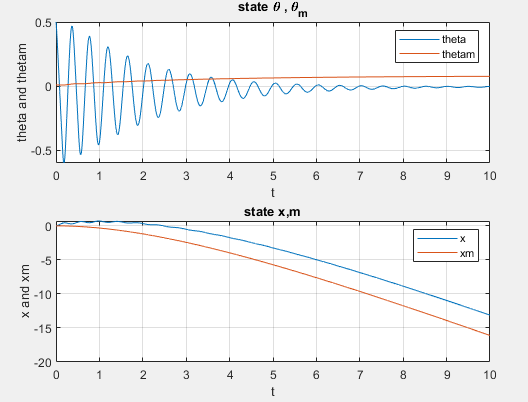 state θ , θm
0.5
0
-0.5
theta and thetam
theta
thetam
0 1 2 3 4 5 6 7 8 9 10
t
state x,m
0
-5
-10
-15
-20
x and xm
x
xm
0 1 2 3 4 5 6 7 8 9 10
t